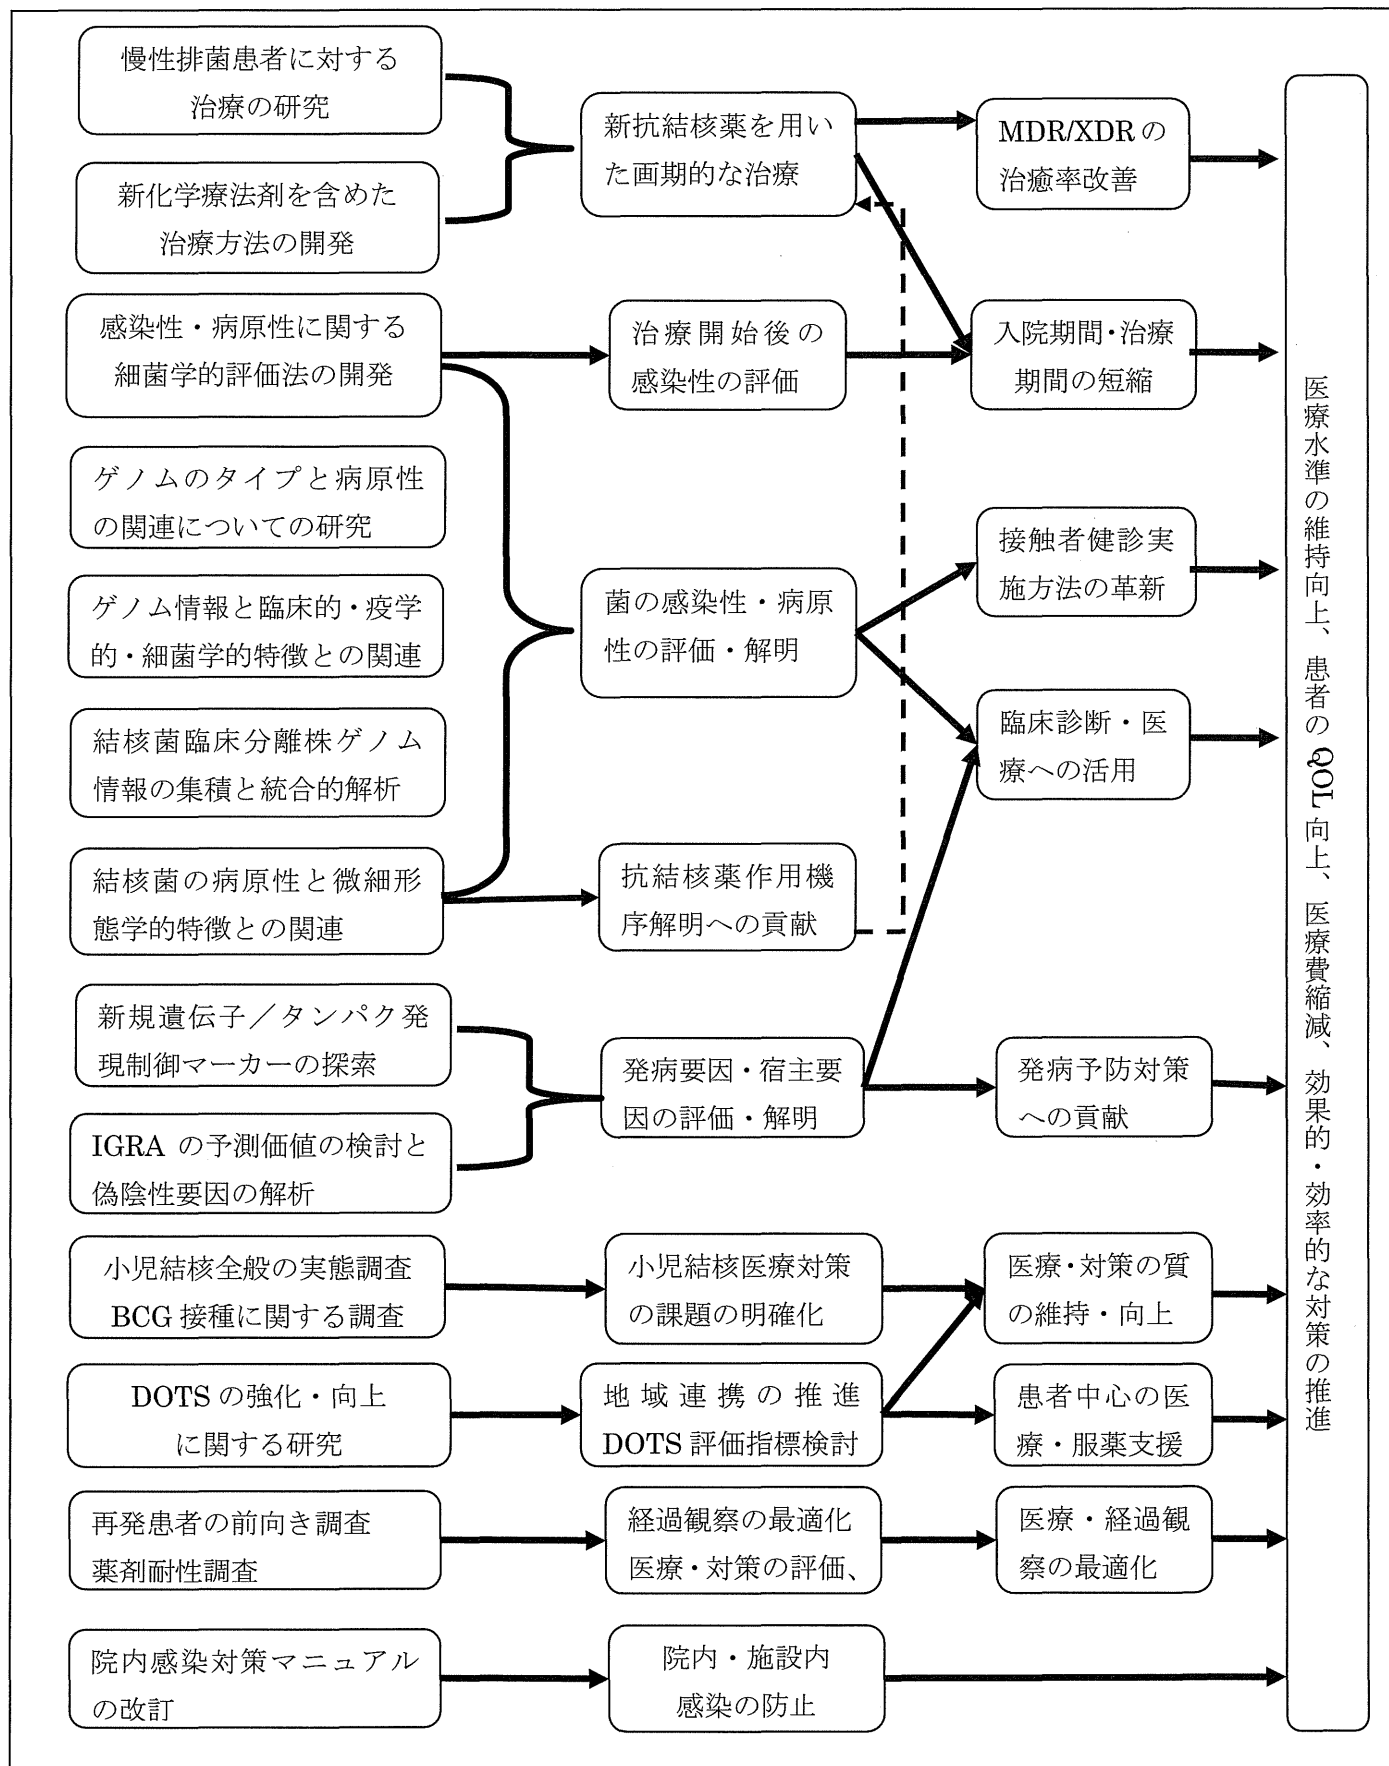 慢性排菌患者に対する
治療の研究
新化学療法剤を含めた
治療方法の開発
新抗結核薬を用い
た画期的な治療
MDR/XDR の
治癒率改善
感染性・病原性に関する
細菌学的評価法の開発
治療開始後の
感染性の評価
入院期間・治療
期間の短縮
ゲノムのタイプと病原性
の関連についての研究
ゲノム情報と臨床的・疫学
的・細菌学的特徴との関連
結核菌臨床分離株ゲノム
情報の集積と統合的解析
結核菌の病原性と微細形
態学的特徴との関連
菌の感染性・病原
性の評価・解明
接触者健診実
施方法の革新
臨床診断・医
療への活用
抗結核薬作用機
序解明への貢献
新規遺伝子／タンパク発
現制御マーカーの探索
IGRA の予測価値の検討と
偽陰性要因の解析
発病要因・宿主要
因の評価・解明
発病予防対策
への貢献
小児結核全般の実態調査
BCG 接種に関する調査
小児結核医療対策
の課題の明確化
医療・対策の質
の維持・向上
DOTS の強化・向上
に関する研究
地域連携の推進
DOTS 評価指標検討
患者中心の医
療・服薬支援
再発患者の前向き調査
薬剤耐性調査
経過観察の最適化
医療・対策の評価、
医療・経過観
察の最適化
院内感染対策マニュアル
の改訂
院内・施設内
感染の防止
医療水準の維持向上、患者の QOL 向上、医療費縮減、効果的・効率的な対策の推進